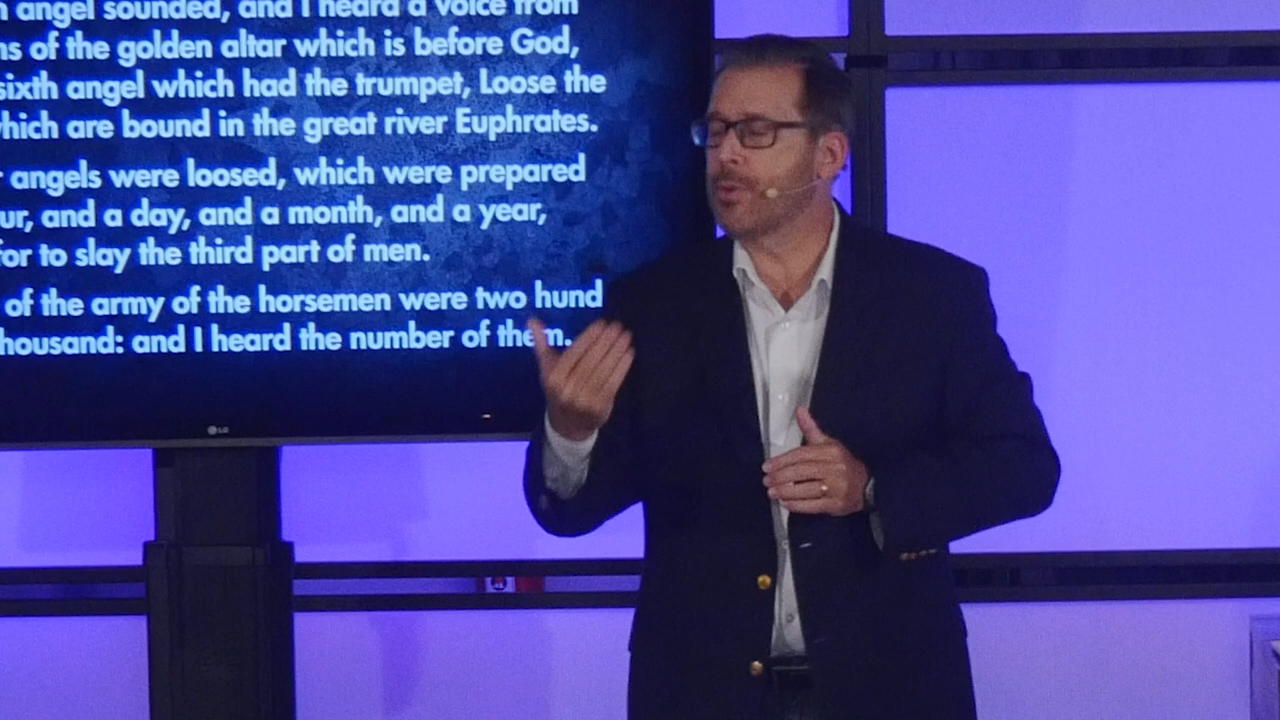 angel sounded, and I heard a voice from
of the golden altar which is before God,
sixth angel which had the trumpet, Loose the
which are bound in the great river Euphrates.
angels were loosed, which were prepared
and a day, and a month, and a year,
for to slay the third part of men.
of the army of the horsemen were two hund
housand: and I heard the number of them.
LG